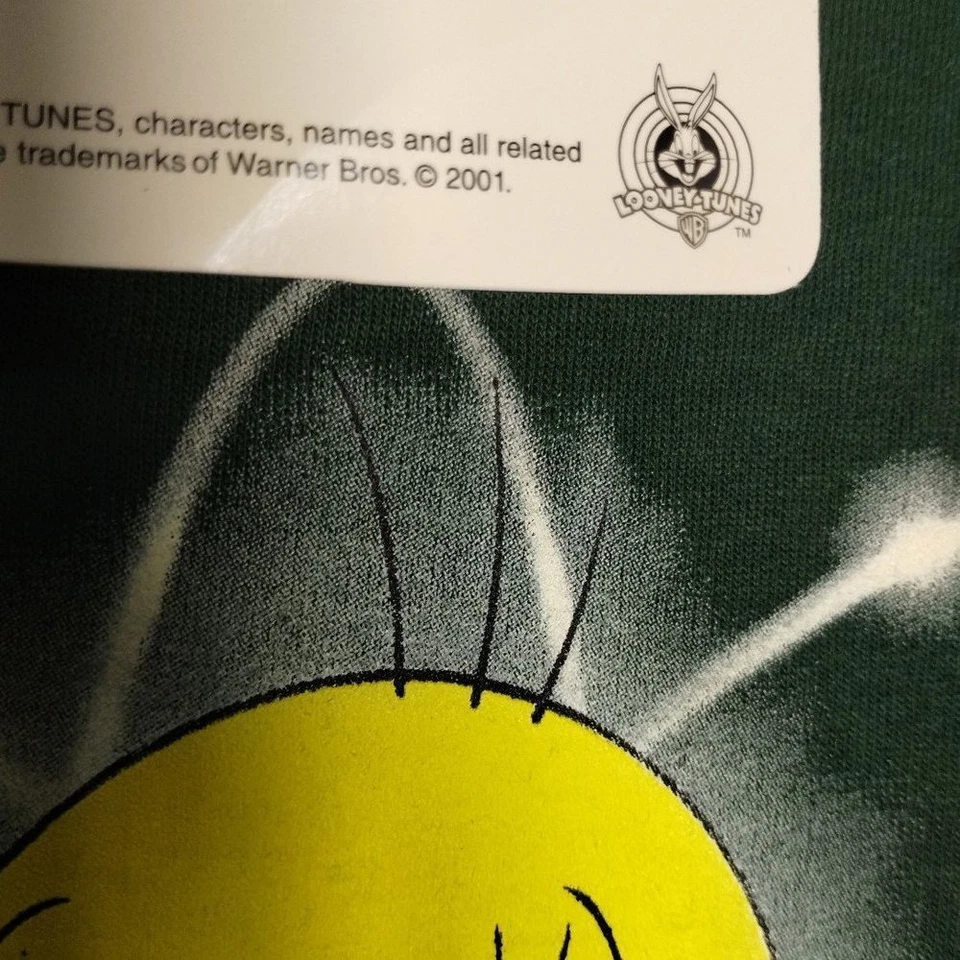 TUNES, characters, names and all related
trademarks of Warner Bros. © 2001.
LOONEY TUNES
WB
TM